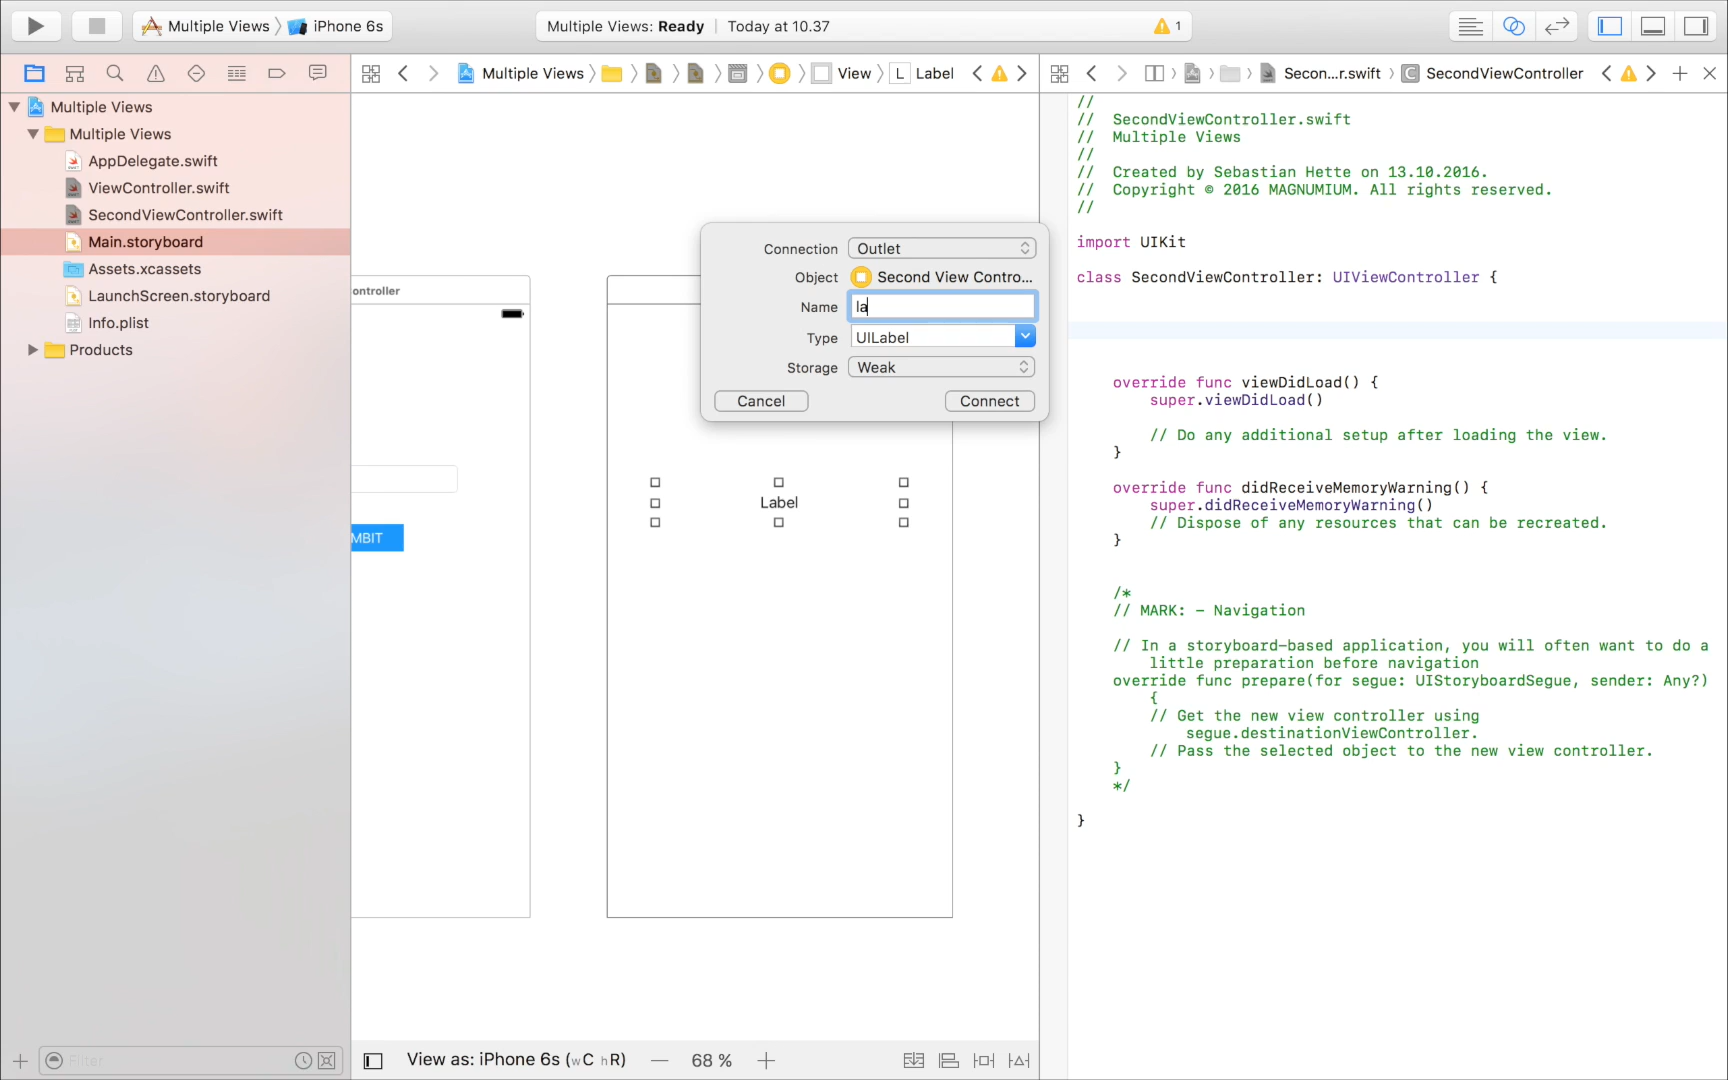 Multiple Views
iPhone 6s
Multiple Views: Ready
Today at 10.37
1
Multiple Views
View
L Label
Secon...r.swift
C SecondViewController
Multiple Views
Multiple Views
AppDelegate.swift
ViewController.swift
SecondViewController.swift
Main.storyboard
Assets.xcassets
LaunchScreen.storyboard
Info.plist
Products
Filter
ontroller
MBIT
Label
Connection Outlet
Object Second View Contro...
Name la
Type UILabel
Storage Weak
Cancel
Connect
View as: iPhone 6s (wC hR)
68 %
//
// SecondViewController.swift
// Multiple Views
//
// Created by Sebastian Hette on 13.10.2016.
// Copyright © 2016 MAGNUMIUM. All rights reserved.
//
import UIKit
class SecondViewController: UIViewController {
override func viewDidLoad() {
super.viewDidLoad()
// Do any additional setup after loading the view.
}
override func didReceiveMemoryWarning() {
super.didReceiveMemoryWarning()
// Dispose of any resources that can be recreated.
}
/*
// MARK: - Navigation
// In a storyboard-based application, you will often want to do a
little preparation before navigation
override func prepare(for segue: UIStoryboardSegue, sender: Any?)
{
// Get the new view controller using
segue.destinationViewController.
// Pass the selected object to the new view controller.
}
*/
}